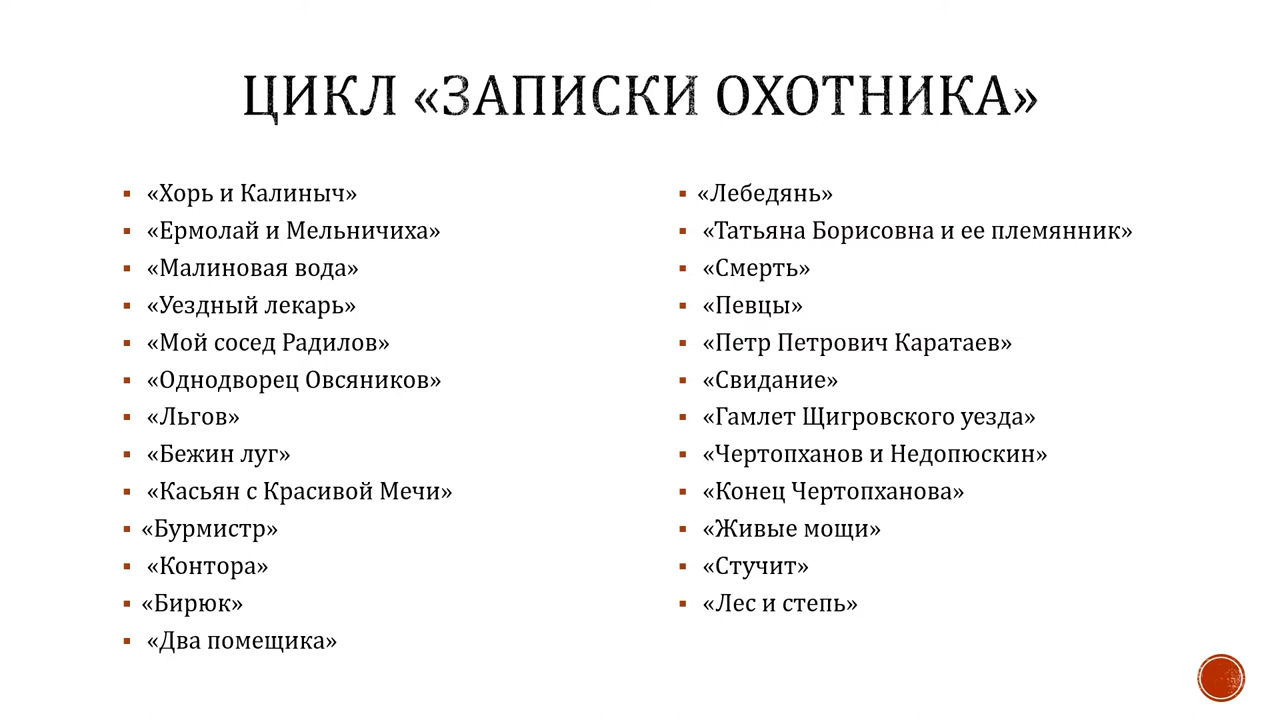 ЦИКЛ «ЗАПИСКИ ОХОТНИКА»
«Хорь и Калиныч»
«Ермолай и Мельничиха»
«Малиновая вода»
«Уездный лекарь»
«Мой сосед Радилов»
«Однодворец Овсяников»
«Льгов»
«Бежин луг»
«Касьян с Красивой Мечи»
«Бурмистр»
«Контора»
«Бирюк»
«Два помещика»
«Лебедянь»
«Татьяна Борисовна и ее племянник»
«Смерть»
«Певцы»
«Петр Петрович Каратаев»
«Свидание»
«Гамлет Щигровского уезда»
«Чертопханов и Недопюскин»
«Конец Чертопханова»
«Живые мощи»
«Стучит»
«Лес и степь»